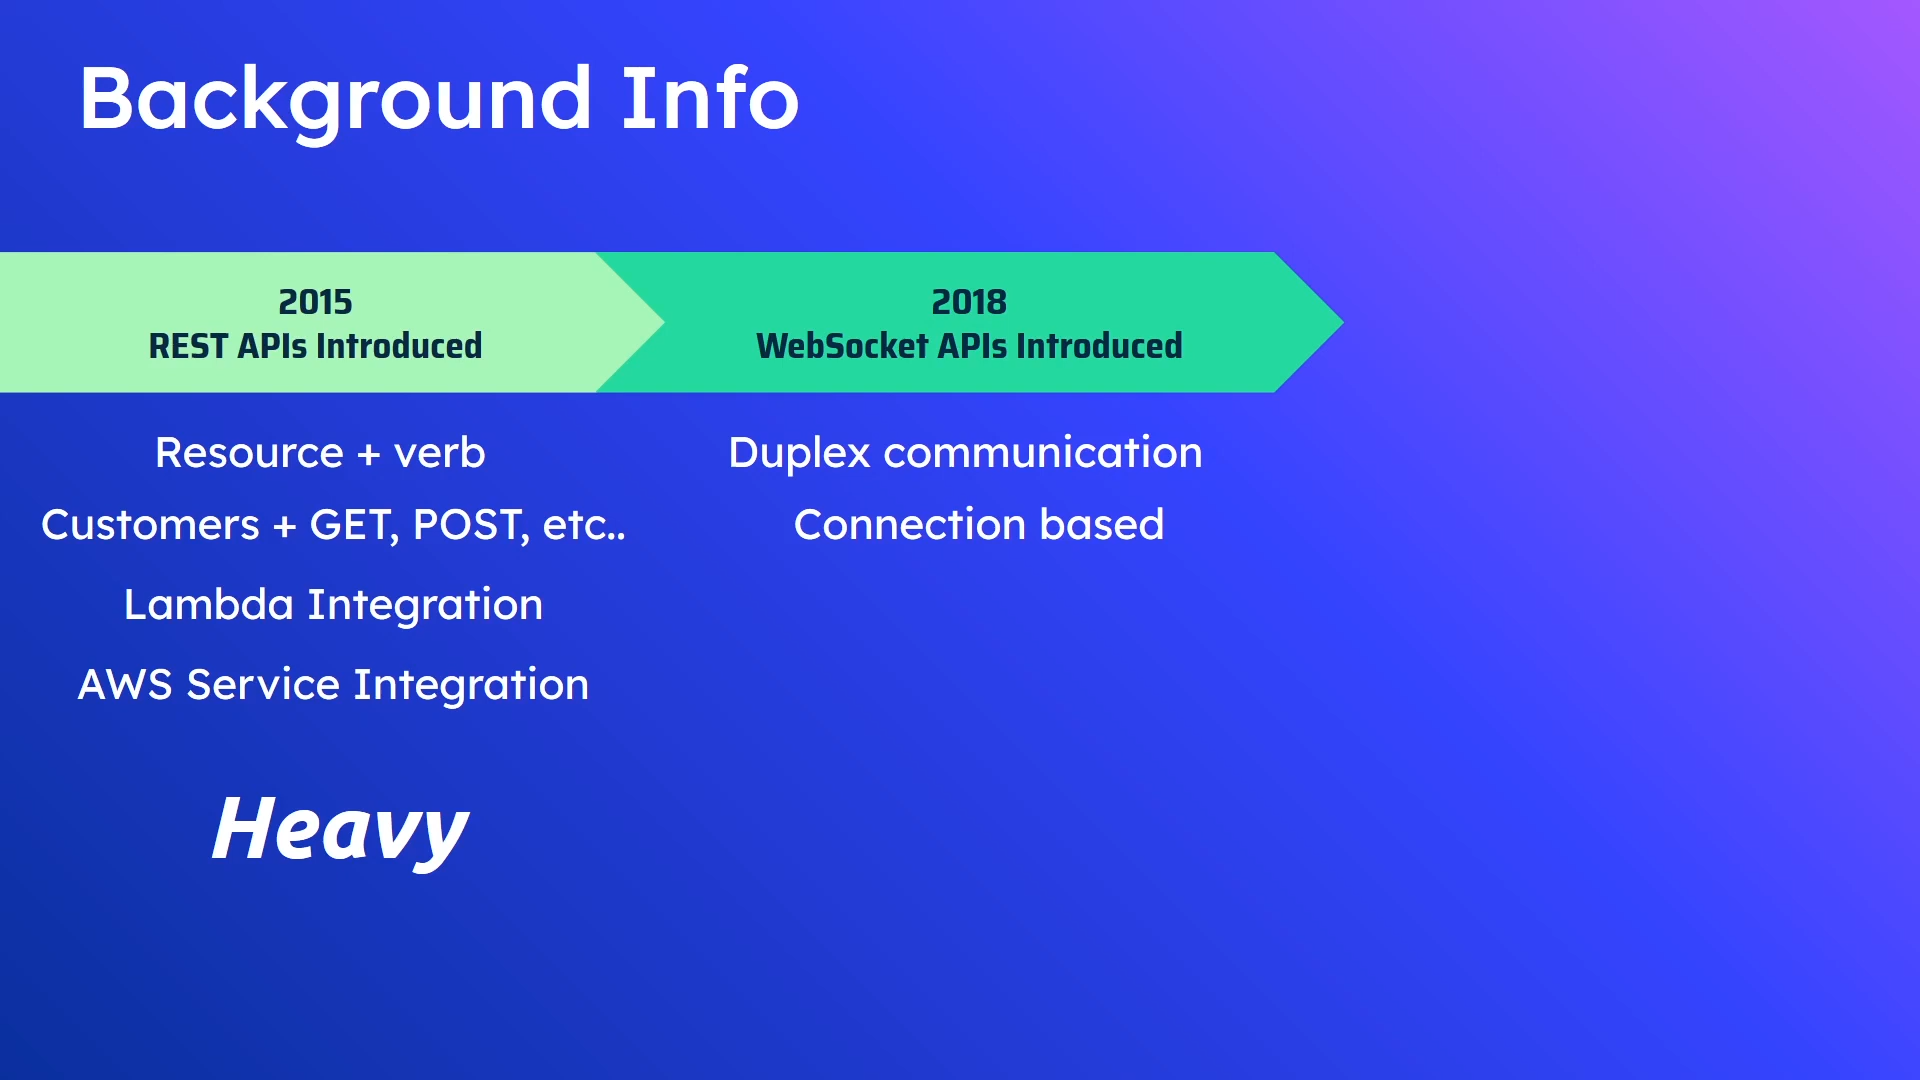 Background Info
2015
REST APIs Introduced
Resource + verb
Customers + GET, POST, etc..
Lambda Integration
AWS Service Integration
Heavy
2018
WebSocket APIs Introduced
Duplex communication
Connection based